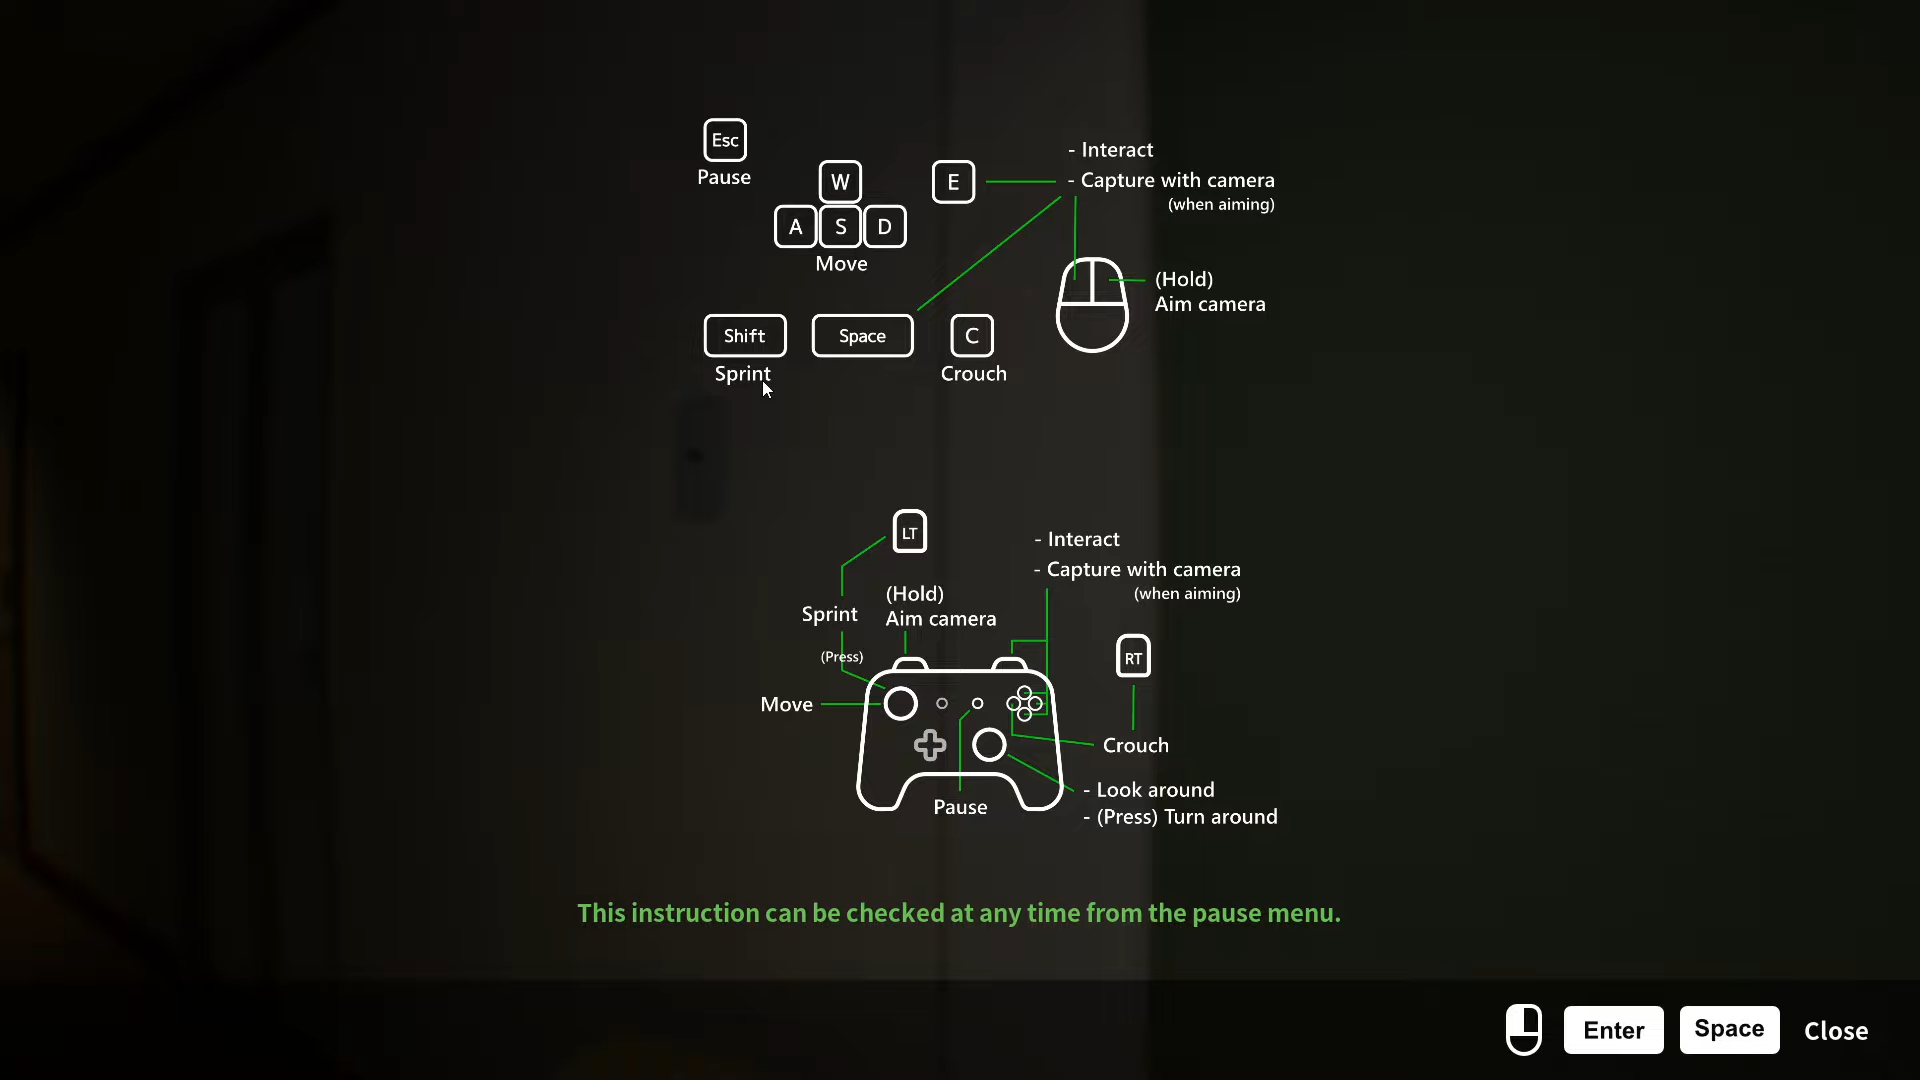 Esc
Pause
W
E
A S D
Move
- Interact
- Capture with camera
(when aiming)
(Hold)
Aim camera
Shift
Space
C
Sprint
Crouch
LT
- Interact
- Capture with camera
(when aiming)
Sprint
(Hold)
Aim camera
(Press)
RT
Move
Crouch
Pause
- Look around
- (Press) Turn around
This instruction can be checked at any time from the pause menu.
Enter Space Close